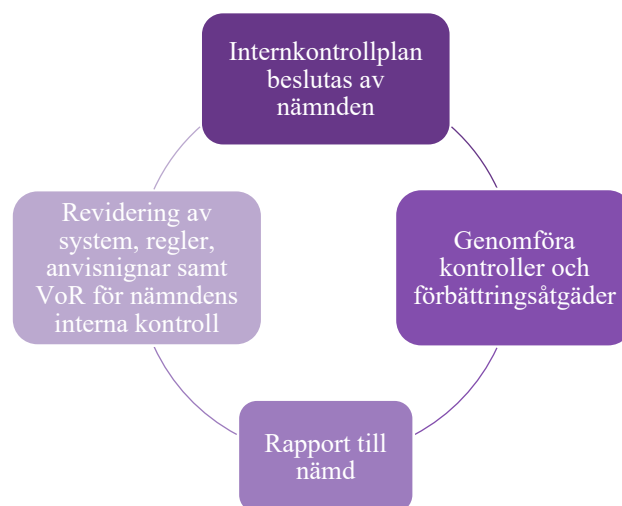 Internkontrollplan
beslutas av
nämnden
Genomföra
kontroller och
förbättringsåtgäder
Rapport till
nämd
Revidering av
system, regler,
anvisnignar samt
VoR för nämndens
interna kontroll